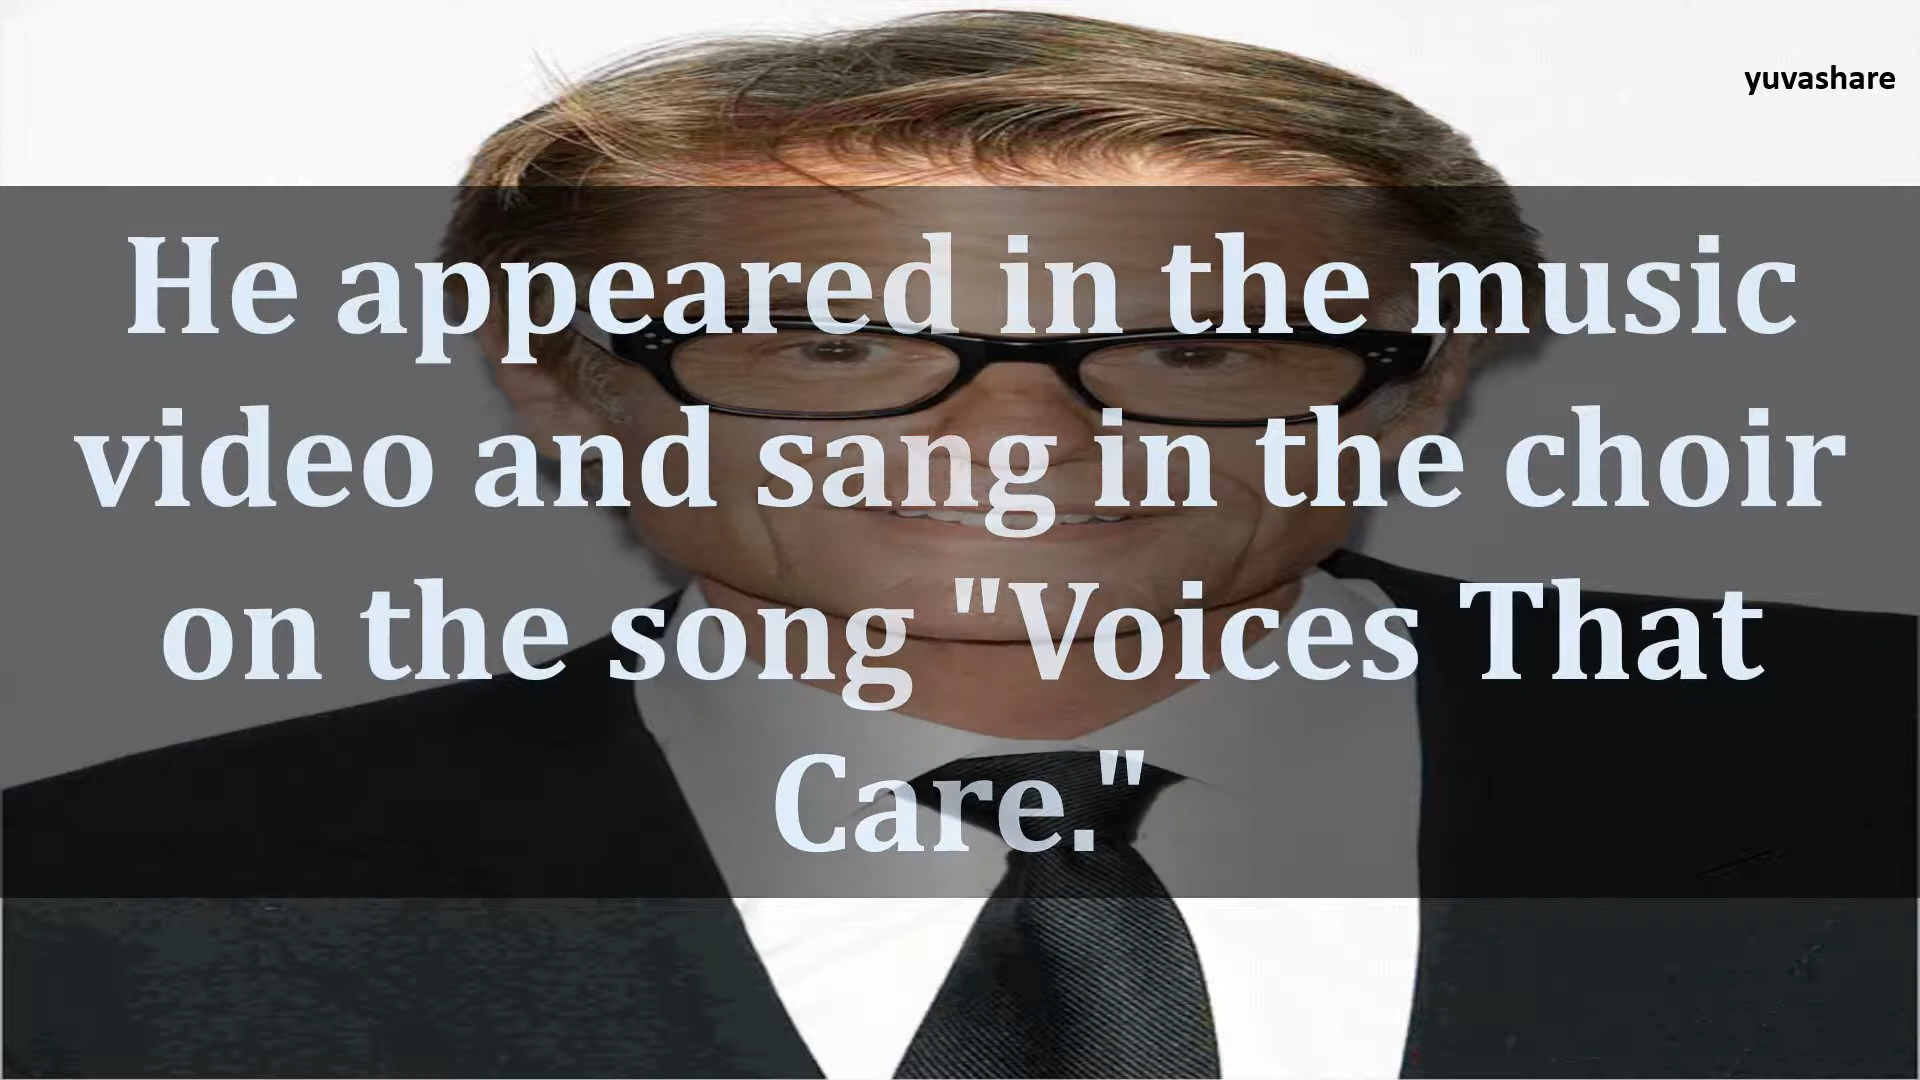 yuvashare
He appeared in the music
video and sang in the choir
on the song "Voices That
Care."